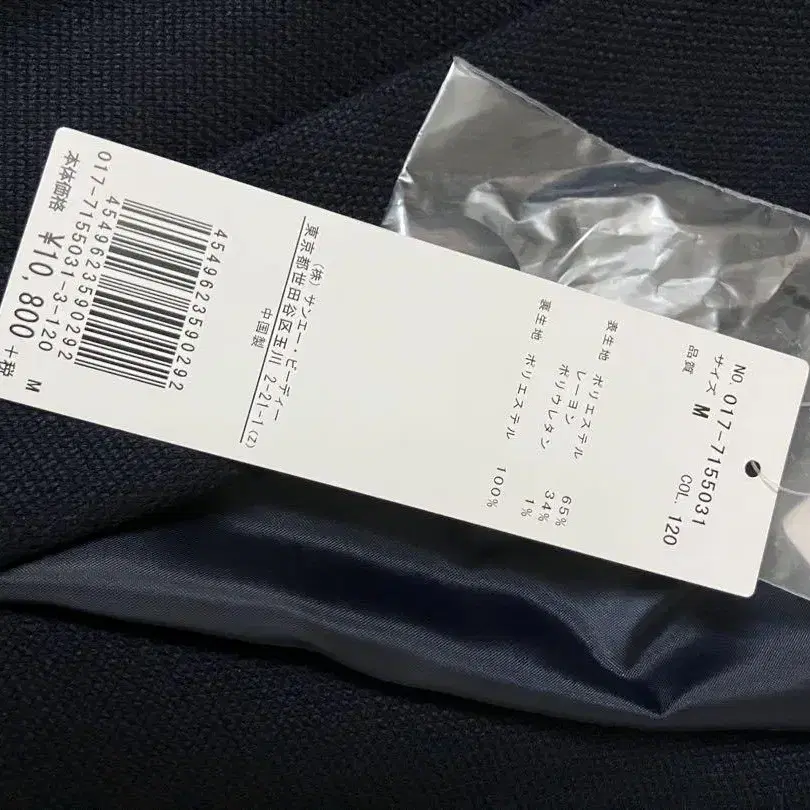 NO. 017-7155031 COL. 120
サイズ M
品質
表生地 ポリエステル 65%
レーヨン 34%
ポリウレタン 1%
裏生地 ポリエステル 100%
(株) サンエー・ビーディー
東京都世田谷区玉川 2-21-1(Z)
中国製
4549623590292
4549623590292
017-7155031-3-120 M
本体価格 ¥10,800 +税